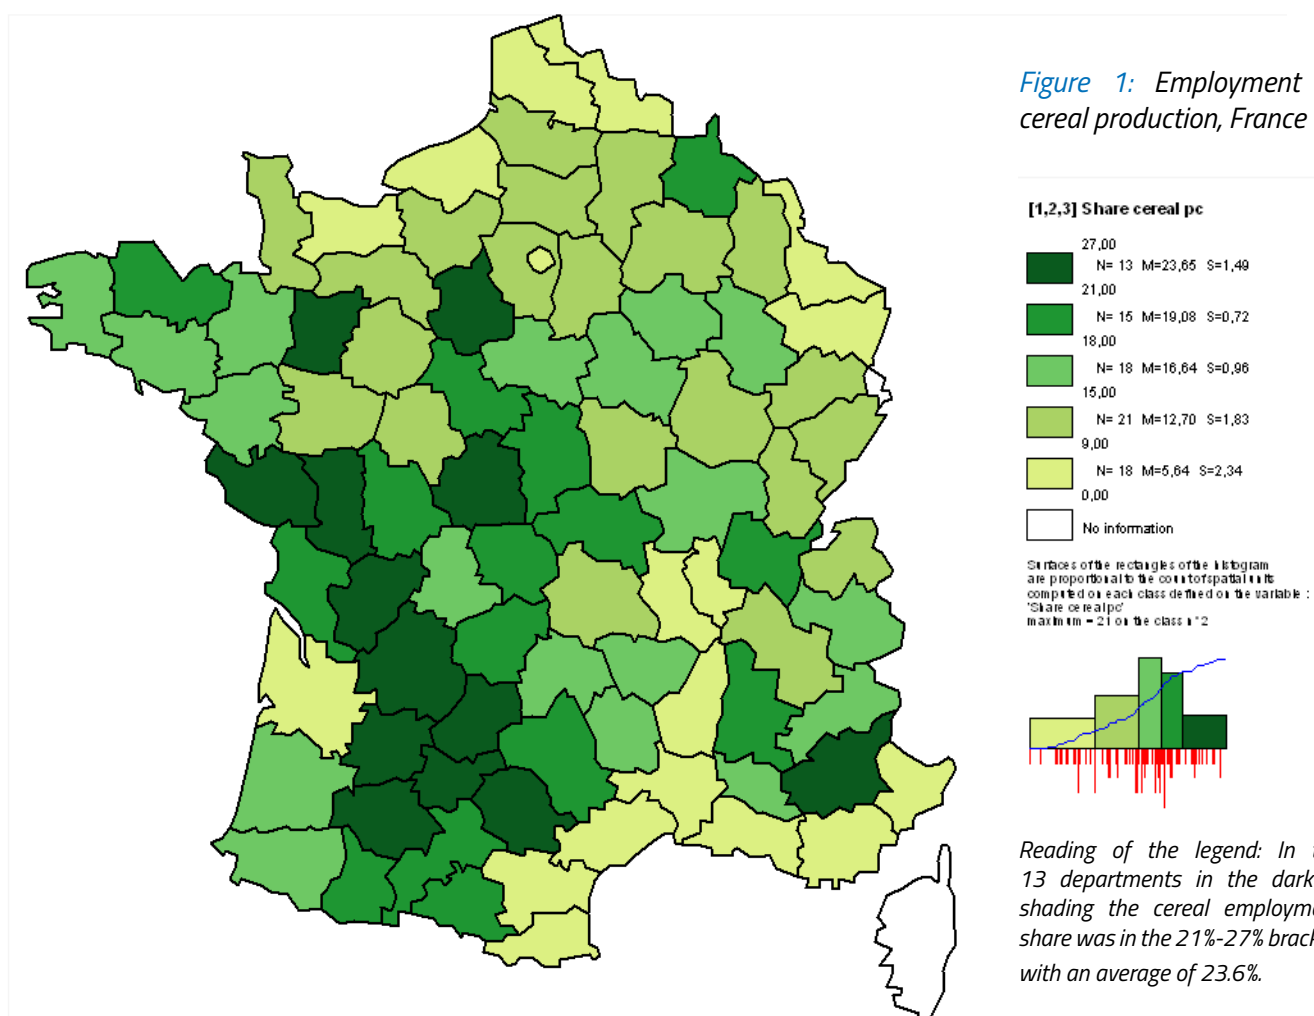 Figure 1: Employment
cereal production, France
[1,2,3] Share cereal pc
27,00
N= 13 M=23,65 S=1,49
21,00
N= 15 M=19,08 S=0,72
18,00
N= 18 M=16,64 S=0,96
15,00
N= 21 M=12,70 S=1,83
9,00
N= 18 M=5,64 S=2,34
0,00
No information
Surfaces of the rectangles of the histogram
are proportional to the count of spatial units
computed on each class defined on the variable :
'Share cereal pc'
maximum = 21 on the class n° 2
Reading of the legend: In
13 departments in the dark
shading the cereal employm
share was in the 21%-27% brack
with an average of 23.6%.